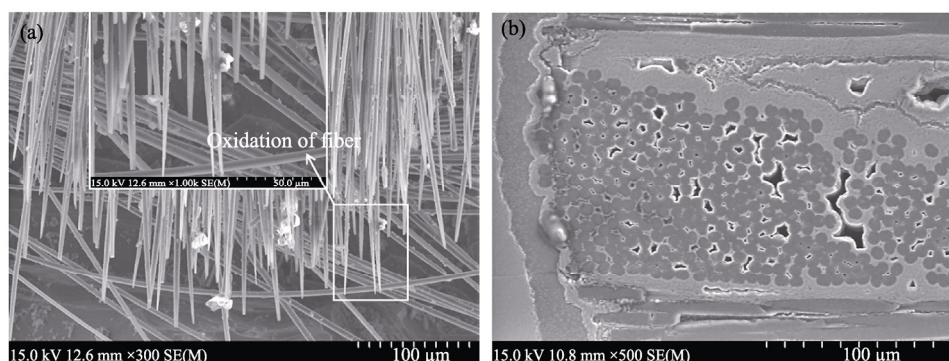 (a)
Oxidation of fiber
15.0 kV 12.6 mm ×1.00k SE(M)
50.0 μm
15.0 kV 12.6 mm ×300 SE(M)
100 μm
(b)
15.0 kV 10.8 mm ×500 SE(M)
100 μm